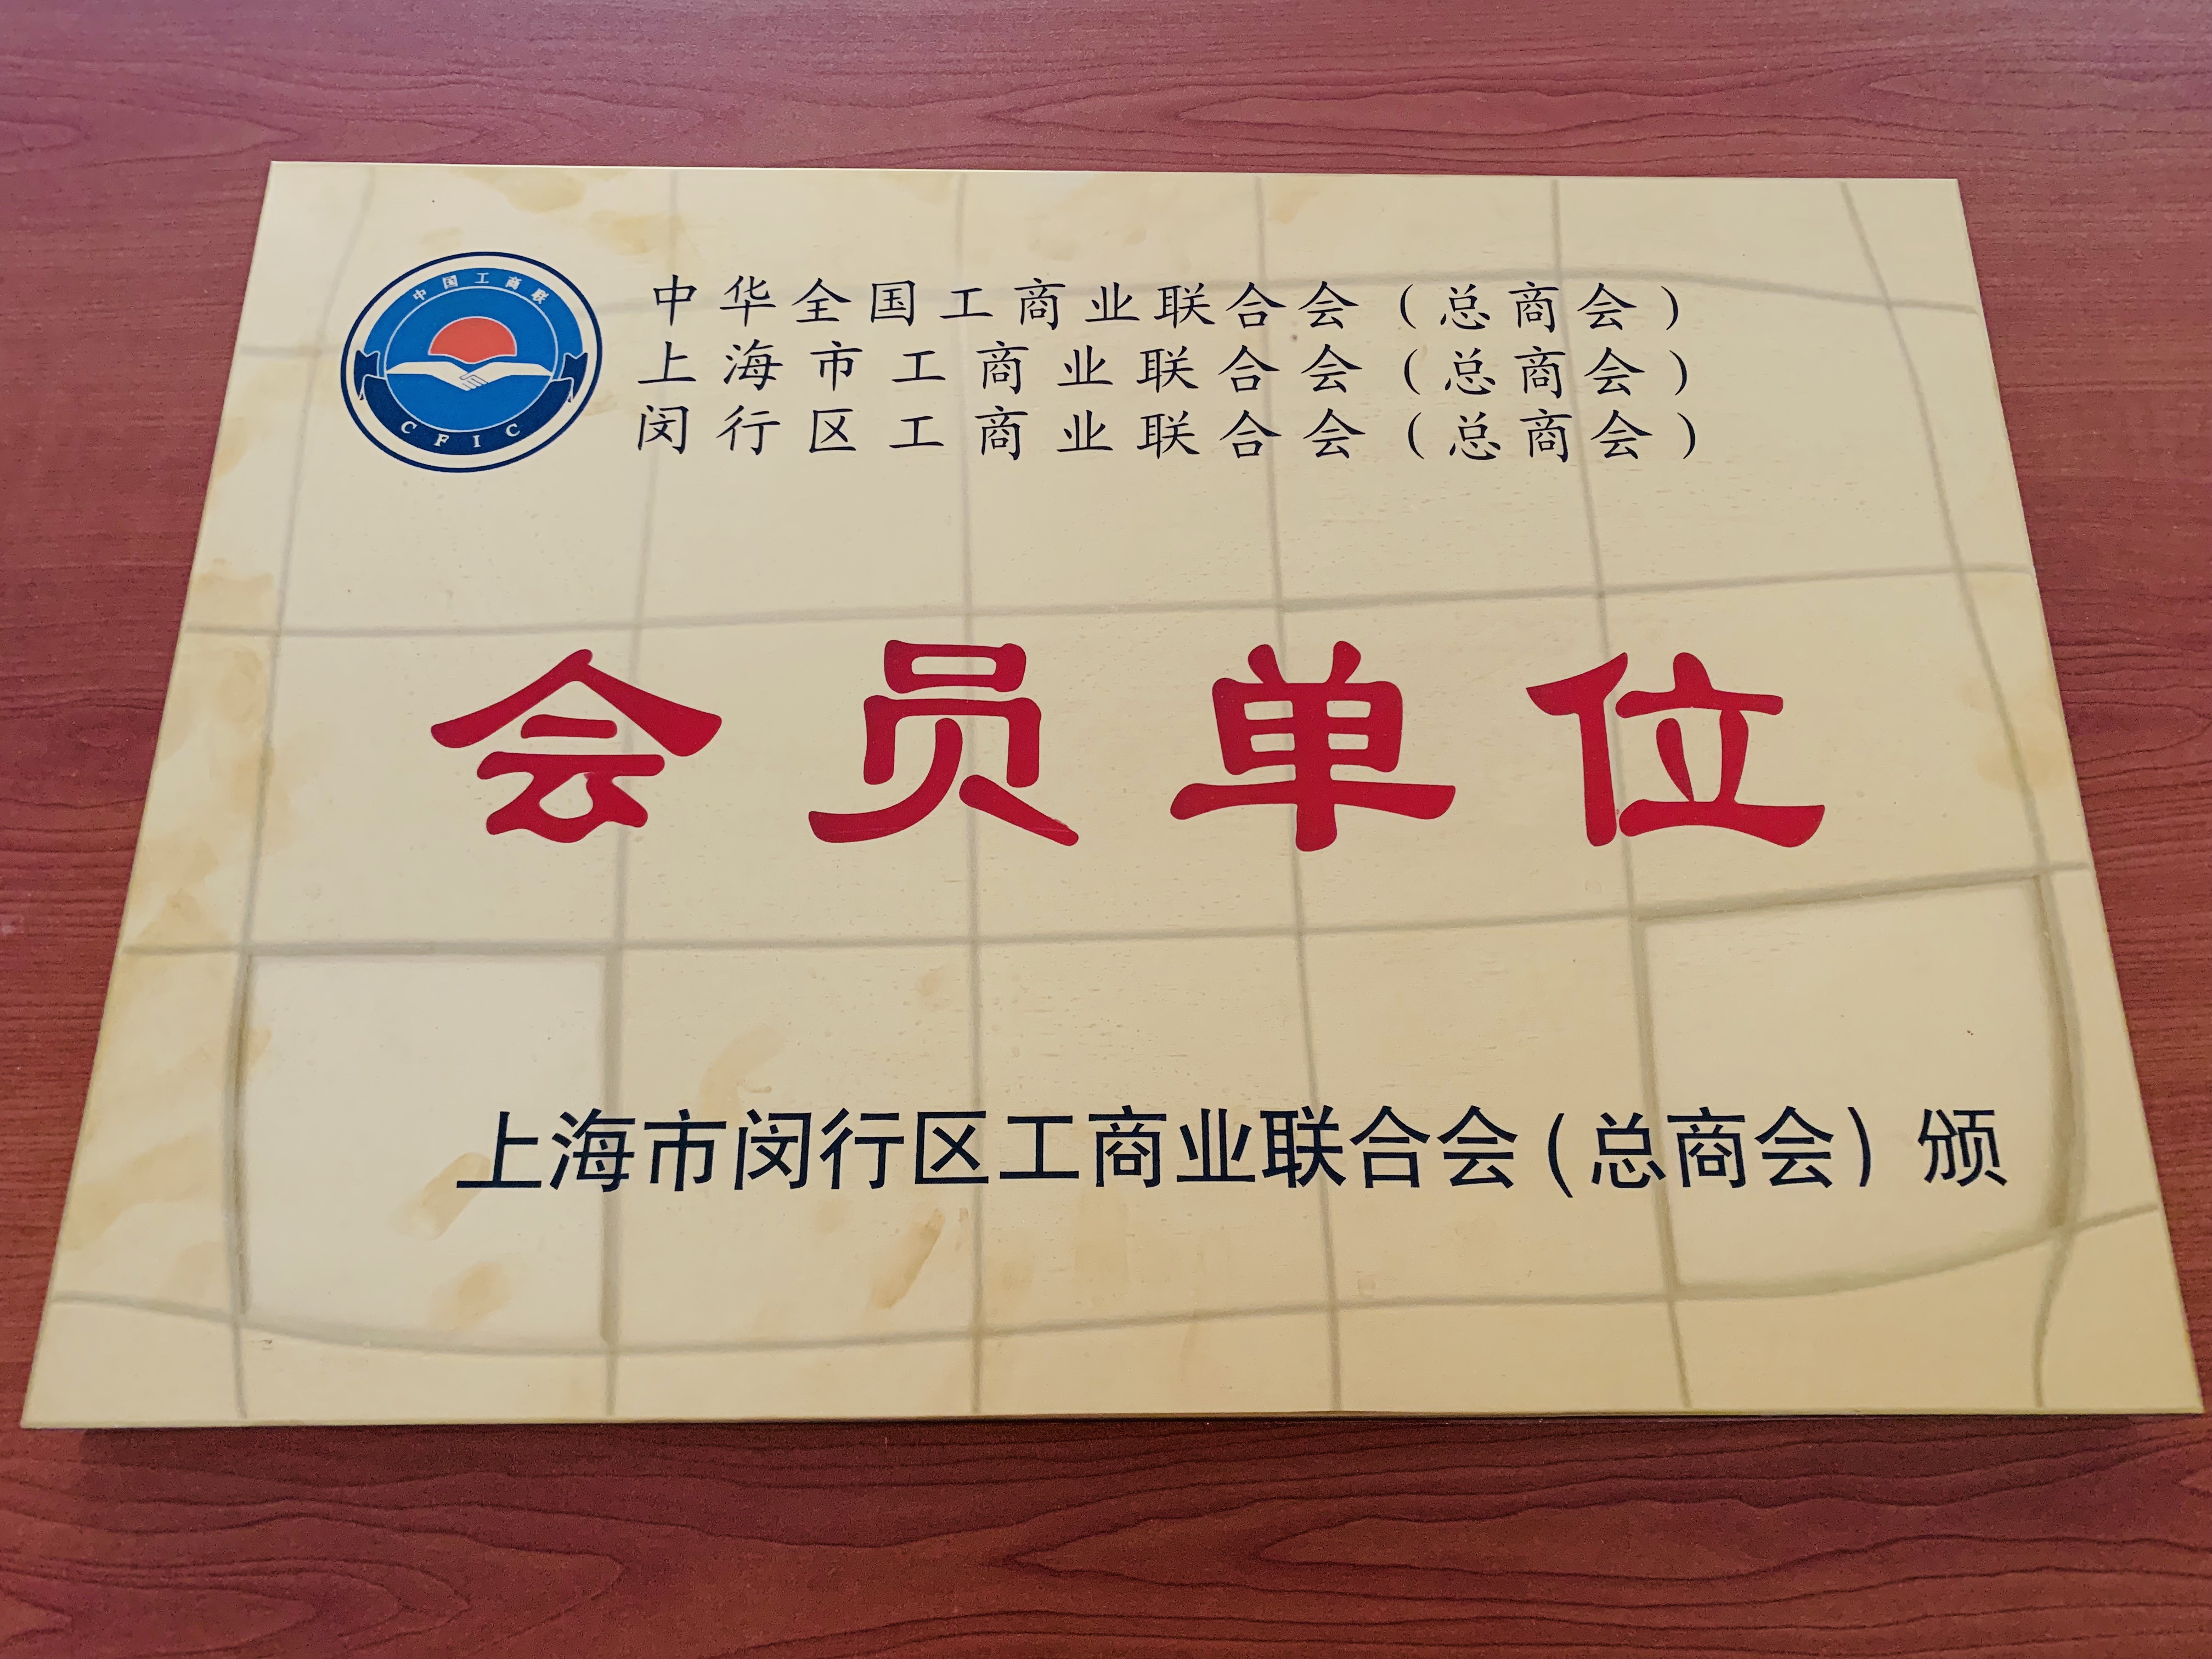 中国工商联
CFIC
中华全国工商业联合会（总商会）
上海市工商业联合会（总商会）
闵行区工商业联合会（总商会）
会员单位
上海市闵行区工商业联合会（总商会）颁